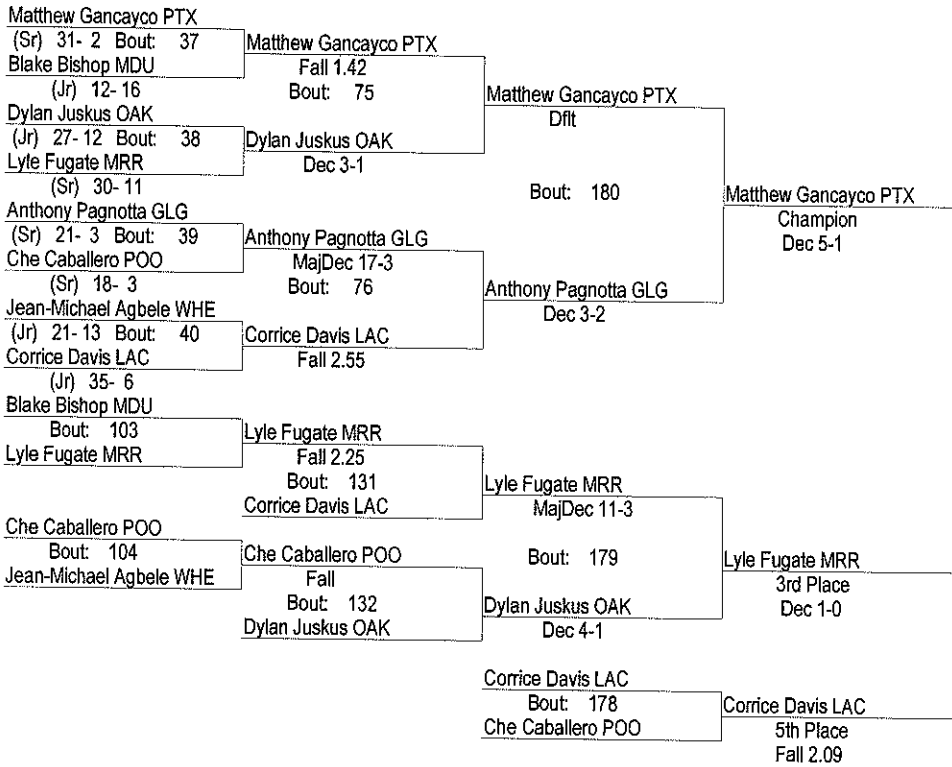 Matthew Gancayco PTX
(Sr) 31- 2 Bout: 37
Blake Bishop MDU
(Jr) 12- 16
Dylan Juskus OAK
(Jr) 27- 12 Bout: 38
Lyle Fugate MRR
(Sr) 30- 11
Anthony Pagnotta GLG
(Sr) 21- 3 Bout: 39
Che Caballero POO
(Sr) 18- 3
Jean-Michael Agbele WHE
(Jr) 21- 13 Bout: 40
Corrice Davis LAC
(Jr) 35- 6
Matthew Gancayco PTX
Fall 1.42
Bout: 75
Dylan Juskus OAK
Dec 3-1
Anthony Pagnotta GLG
MajDec 17-3
Bout: 76
Corrice Davis LAC
Fall 2.55
Matthew Gancayco PTX
Dflt
Bout: 180
Anthony Pagnotta GLG
Dec 3-2
Matthew Gancayco PTX
Champion
Dec 5-1
Blake Bishop MDU
Bout: 103
Lyle Fugate MRR
Che Caballero POO
Bout: 104
Jean-Michael Agbele WHE
Lyle Fugate MRR
Fall 2.25
Bout: 131
Corrice Davis LAC
Che Caballero POO
Fall
Bout: 132
Dylan Juskus OAK
Lyle Fugate MRR
MajDec 11-3
Bout: 179
Dylan Juskus OAK
Dec 4-1
Lyle Fugate MRR
3rd Place
Dec 1-0
Corrice Davis LAC
Bout: 178
Che Caballero POO
Corrice Davis LAC
5th Place
Fall 2.09